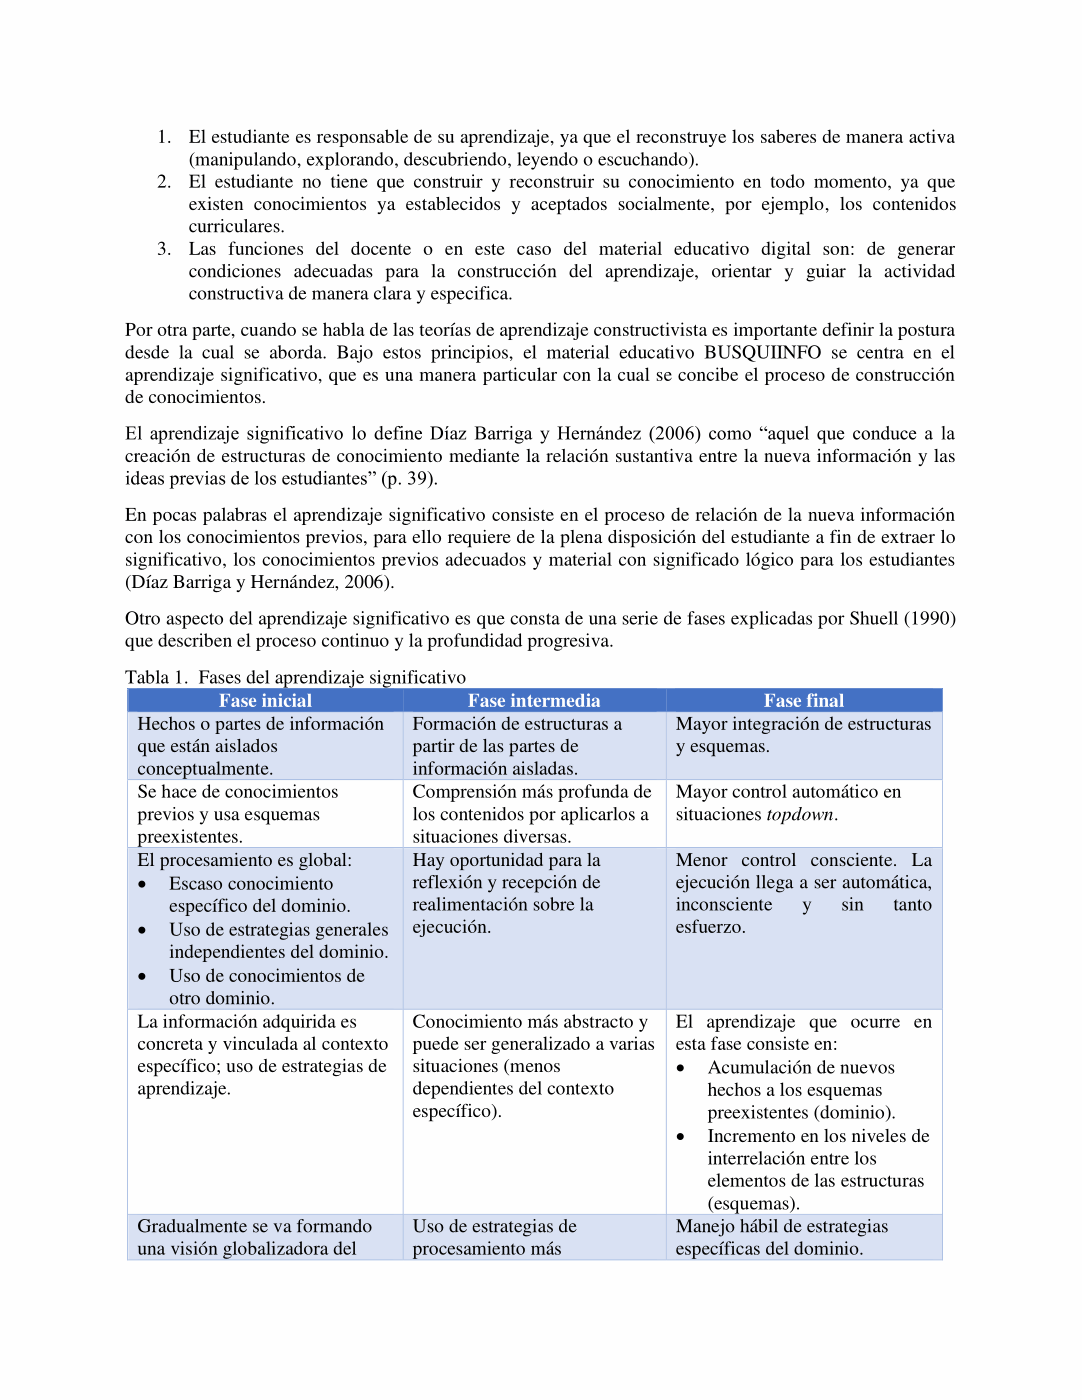 1. El estudiante es responsable de su aprendizaje, ya que el reconstruye los saberes de manera activa
(manipulando, explorando, descubriendo, leyendo o escuchando).
2. El estudiante no tiene que construir y reconstruir su conocimiento en todo momento, ya que
existen conocimientos ya establecidos y aceptados socialmente, por ejemplo, los contenidos
curriculares.
3. Las funciones del docente o en este caso del material educativo digital son: de generar
condiciones adecuadas para la construcción del aprendizaje, orientar y guiar la actividad
constructiva de manera clara y especifica.
Por otra parte, cuando se habla de las teorías de aprendizaje constructivista es importante definir la postura
desde la cual se aborda. Bajo estos principios, el material educativo BUSQUIINFO se centra en el
aprendizaje significativo, que es una manera particular con la cual se concibe el proceso de construcción
de conocimientos.
El aprendizaje significativo lo define Díaz Barriga y Hernández (2006) como “aquel que conduce a la
creación de estructuras de conocimiento mediante la relación sustantiva entre la nueva información y las
ideas previas de los estudiantes” (p. 39).
En pocas palabras el aprendizaje significativo consiste en el proceso de relación de la nueva información
con los conocimientos previos, para ello requiere de la plena disposición del estudiante a fin de extraer lo
significativo, los conocimientos previos adecuados y material con significado lógico para los estudiantes
(Díaz Barriga y Hernández, 2006).
Otro aspecto del aprendizaje significativo es que consta de una serie de fases explicadas por Shuell (1990)
que describen el proceso continuo y la profundidad progresiva.
Tabla 1. Fases del aprendizaje significativo
Fase inicial
Fase intermedia
Fase final
Hechos o partes de información
que están aislados
conceptualmente.
Formación de estructuras a
partir de las partes de
información aisladas.
Mayor integración de estructuras
y esquemas.
Se hace de conocimientos
previos y usa esquemas
preexistentes.
Comprensión más profunda de
los contenidos por aplicarlos a
situaciones diversas.
Mayor control automático en
situaciones topdown.
El procesamiento es global:
• Escaso conocimiento
específico del dominio.
• Uso de estrategias generales
independientes del dominio.
• Uso de conocimientos de
otro dominio.
Hay oportunidad para la
reflexión y recepción de
realimentación sobre la
ejecución.
Menor control consciente. La
ejecución llega a ser automática,
inconsciente y sin tanto
esfuerzo.
La información adquirida es
concreta y vinculada al contexto
específico; uso de estrategias de
aprendizaje.
Conocimiento más abstracto y
puede ser generalizado a varias
situaciones (menos
dependientes del contexto
específico).
El aprendizaje que ocurre en
esta fase consiste en:
• Acumulación de nuevos
hechos a los esquemas
preexistentes (dominio).
• Incremento en los niveles de
interrelación entre los
elementos de las estructuras
(esquemas).
Gradualmente se va formando
una visión globalizadora del
Uso de estrategias de
procesamiento más
Manejo hábil de estrategias
específicas del dominio.